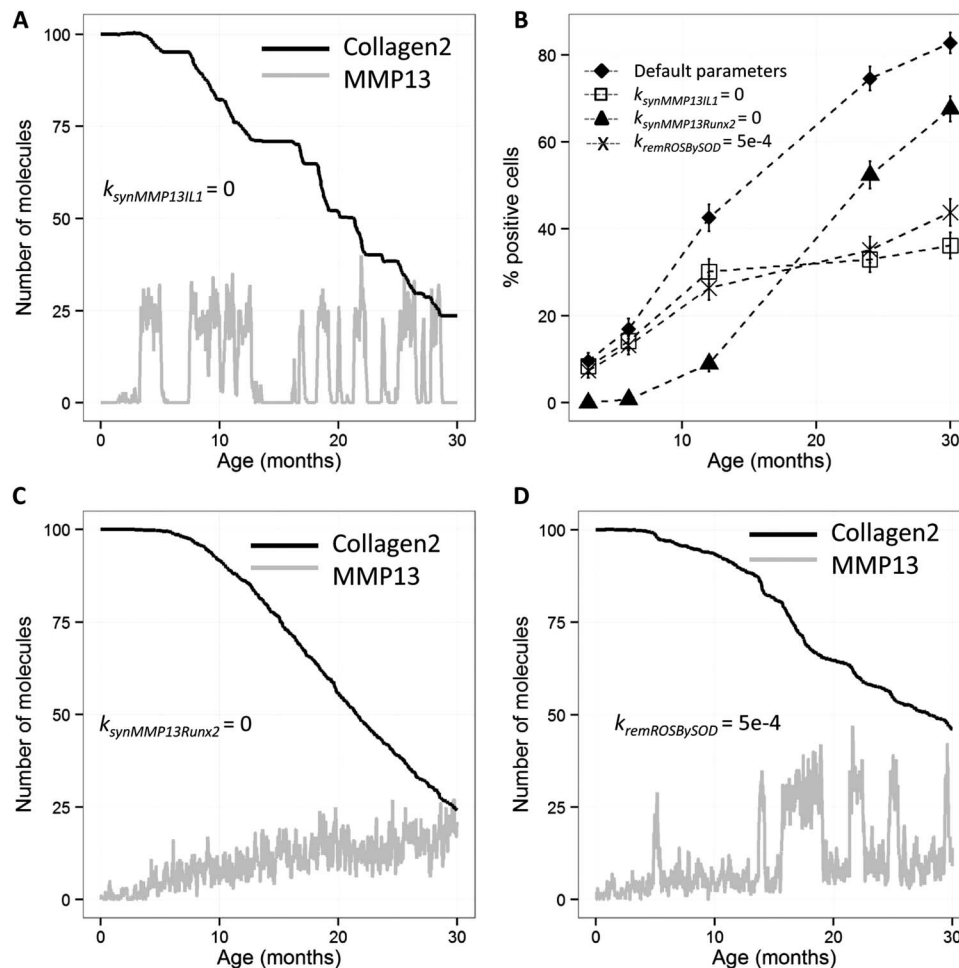 A
Collagen2
MMP13
k_synMMP13IL1 = 0
Number of molecules
100
75
50
25
0
0 10 20 30
Age (months)
B
Default parameters
k_synMMP13IL1 = 0
k_synMMP13Runx2 = 0
k_remROSBySOD = 5e-4
% positive cells
80
60
40
20
0
10 20 30
Age (months)
C
Collagen2
MMP13
k_synMMP13Runx2 = 0
Number of molecules
100
75
50
25
0
0 10 20 30
Age (months)
D
Collagen2
MMP13
k_remROSBySOD = 5e-4
Number of molecules
100
75
50
25
0
0 10 20 30
Age (months)